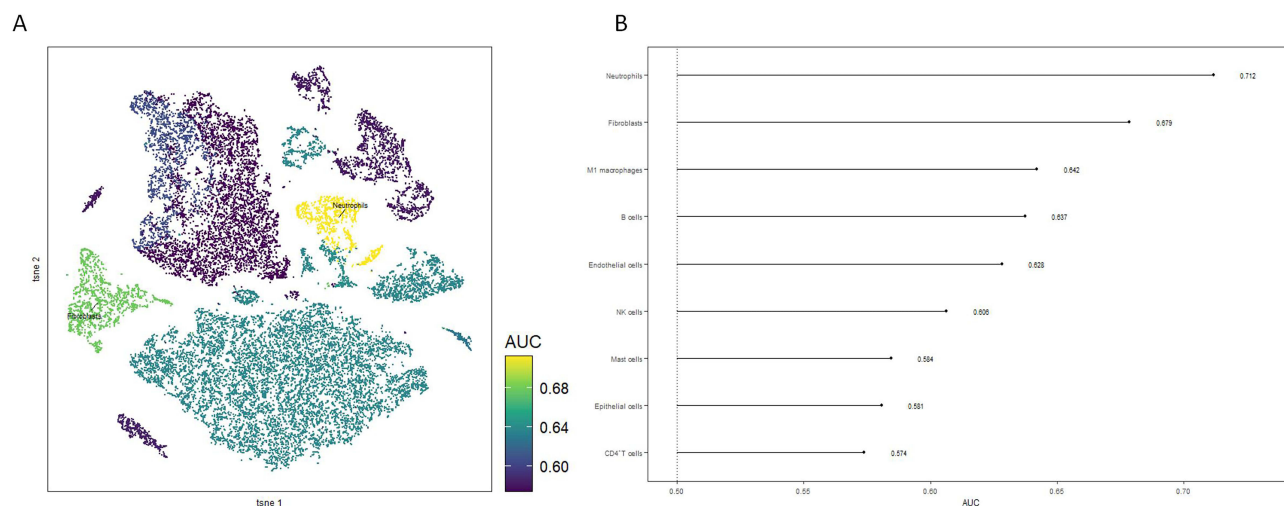 A
B
tsne 2
Neutrophils
Fibroblasts
AUC
0.68
0.64
0.60
tsne 1
Neutrophils
0.712
Fibroblasts
0.679
M1 macrophages
0.642
B cells
0.637
Endothelial cells
0.628
NK cells
0.606
Mast cells
0.584
Epithelial cells
0.581
CD4⁺T cells
0.574
0.50
0.55
0.60
0.65
0.70
AUC